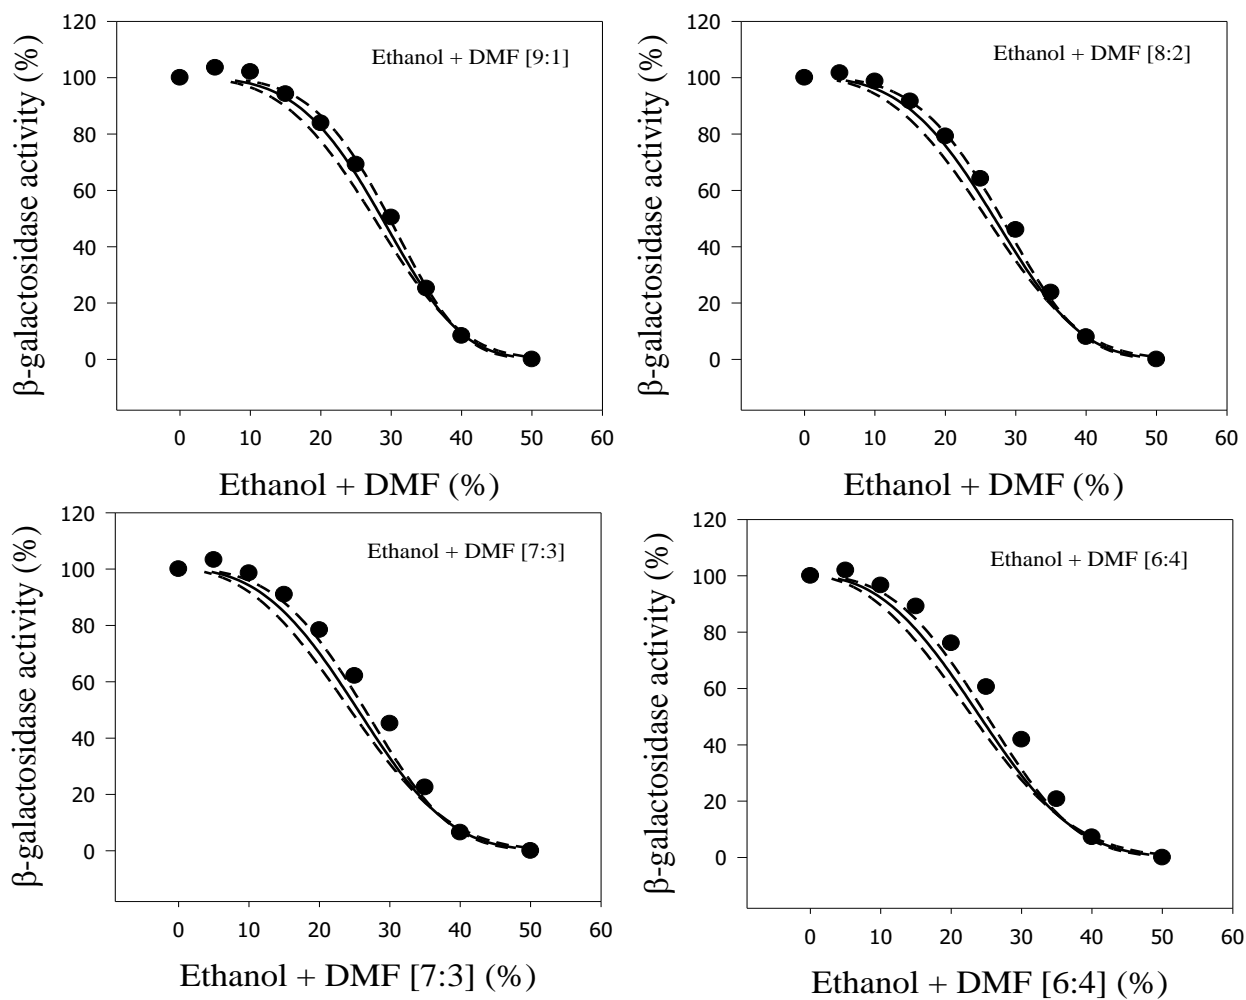 β-galactosidase activity (%)
120
100
80
60
40
20
0
Ethanol + DMF [9:1]
0 10 20 30 40 50 60
Ethanol + DMF (%)
β-galactosidase activity (%)
120
100
80
60
40
20
0
Ethanol + DMF [8:2]
0 10 20 30 40 50 60
Ethanol + DMF (%)
β-galactosidase activity (%)
120
100
80
60
40
20
0
Ethanol + DMF [7:3]
0 10 20 30 40 50 60
Ethanol + DMF [7:3] (%)
β-galactosidase activity (%)
120
100
80
60
40
20
0
Ethanol + DMF [6:4]
0 10 20 30 40 50 60
Ethanol + DMF [6:4] (%)